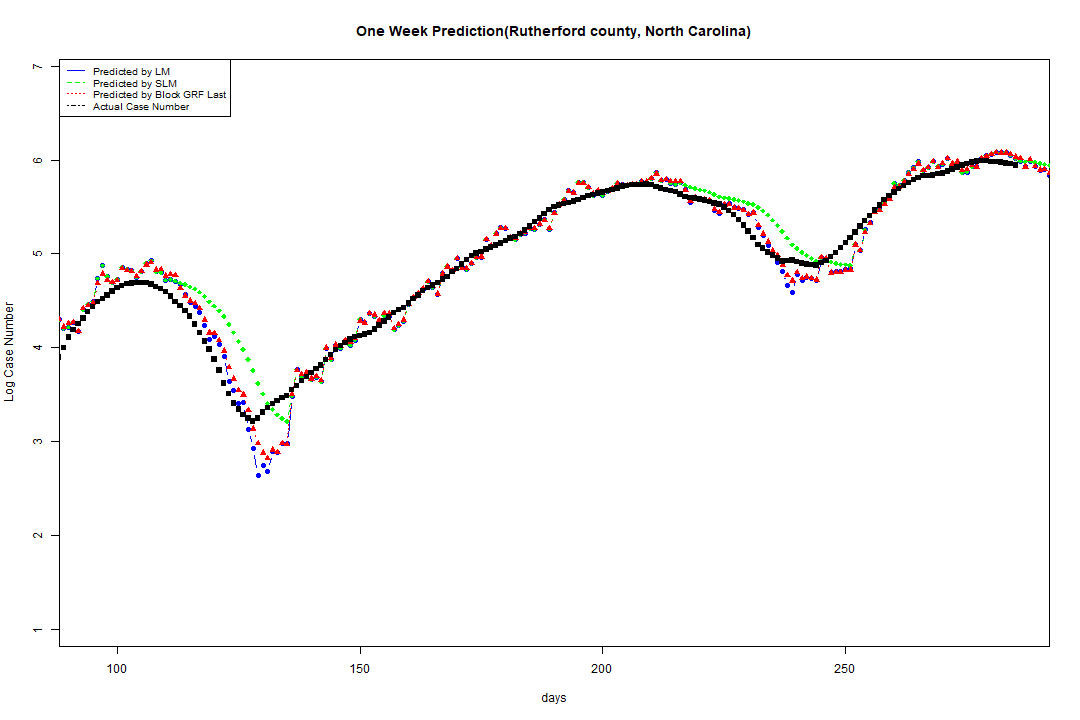 One Week Prediction(Rutherford county, North Carolina)
Predicted by LM
Predicted by SLM
Predicted by Block GRF Last
Actual Case Number
7
6
5
4
3
2
1
Log Case Number
100 150 200 250
days